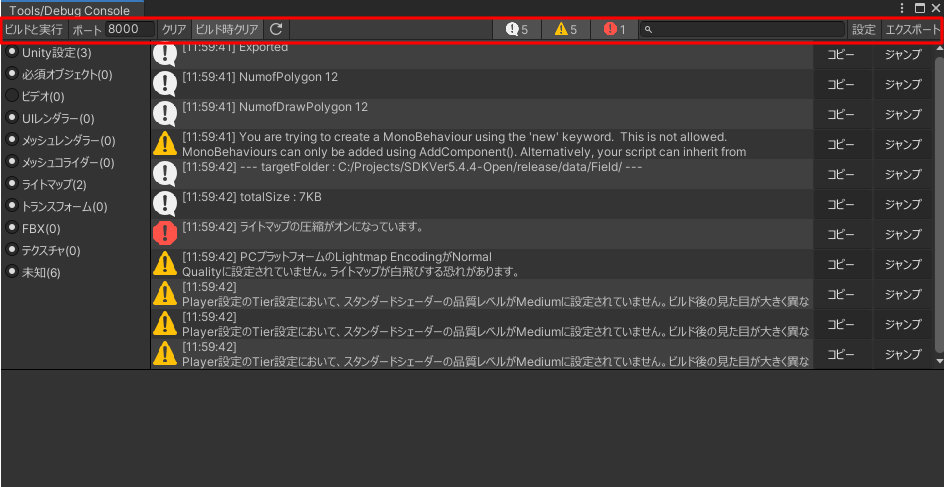 Tools/Debug Console
ビルドと実行 ポート 8000 クリア ビルド時クリア 5 5 1 設定 エクスポート
Unity設定(3)
必須オブジェクト(0)
ビデオ(0)
UIレンダラー(0)
メッシュレンダラー(0)
メッシュコライダー(0)
ライトマップ(2)
トランスフォーム(0)
FBX(0)
テクスチャ(0)
未知(6)
[11:59:41] Exported コピー ジャンプ
[11:59:41] NumofPolygon 12 コピー ジャンプ
[11:59:41] NumofDrawPolygon 12 コピー ジャンプ
[11:59:41] You are trying to create a MonoBehaviour using the 'new' keyword.  This is not allowed.
MonoBehaviours can only be added using AddComponent(). Alternatively, your script can inherit from コピー ジャンプ
[11:59:42] --- targetFolder : C:/Projects/SDKVer5.4.4-Open/release/data/Field/ --- コピー ジャンプ
[11:59:42] totalSize : 7KB コピー ジャンプ
[11:59:42] ライトマップの圧縮がオンになっています。 コピー ジャンプ
[11:59:42] PCプラットフォームのLightmap EncodingがNormal
Qualityに設定されていません。ライトマップが白飛びする恐れがあります。 コピー ジャンプ
[11:59:42]
Player設定のTier設定において、スタンダードシェーダーの品質レベルがMediumに設定されていません。ビルド後の見た目が大きく異な コピー ジャンプ
[11:59:42]
Player設定のTier設定において、スタンダードシェーダーの品質レベルがMediumに設定されていません。ビルド後の見た目が大きく異な コピー ジャンプ
[11:59:42]
Player設定のTier設定において、スタンダードシェーダーの品質レベルがMediumに設定されていません。ビルド後の見た目が大きく異な コピー ジャンプ